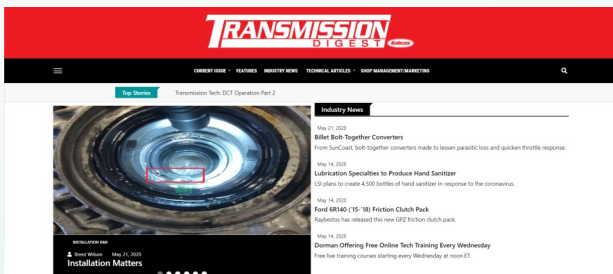 TRANSMISSION
DIGEST Babcox
CURRENT ISSUE FEATURES INDUSTRY NEWS TECHNICAL ARTICLES SHOP MANAGEMENT/MARKETING
Top Stories Transmission Tech: DCT Operation Part 2
Industry News
May 21, 2020
Billet Bolt-Together Converters
From SunCoast, bolt-together converters made to lessen parasitic loss and quicken throttle response.
May 14, 2020
Lubrication Specialties to Produce Hand Sanitizer
LSI plans to create 4,500 bottles of hand sanitizer in response to the coronavirus.
May 14, 2020
Ford 6R140 ('15-'18) Friction Clutch Pack
Raybestos has released this new GPZ friction clutch pack.
May 14, 2020
Dorman Offering Free Online Tech Training Every Wednesday
Free live training courses starting every Wednesday at noon ET.
INSTALLATION R&R
Brent Wilson May 21, 2020
Installation Matters